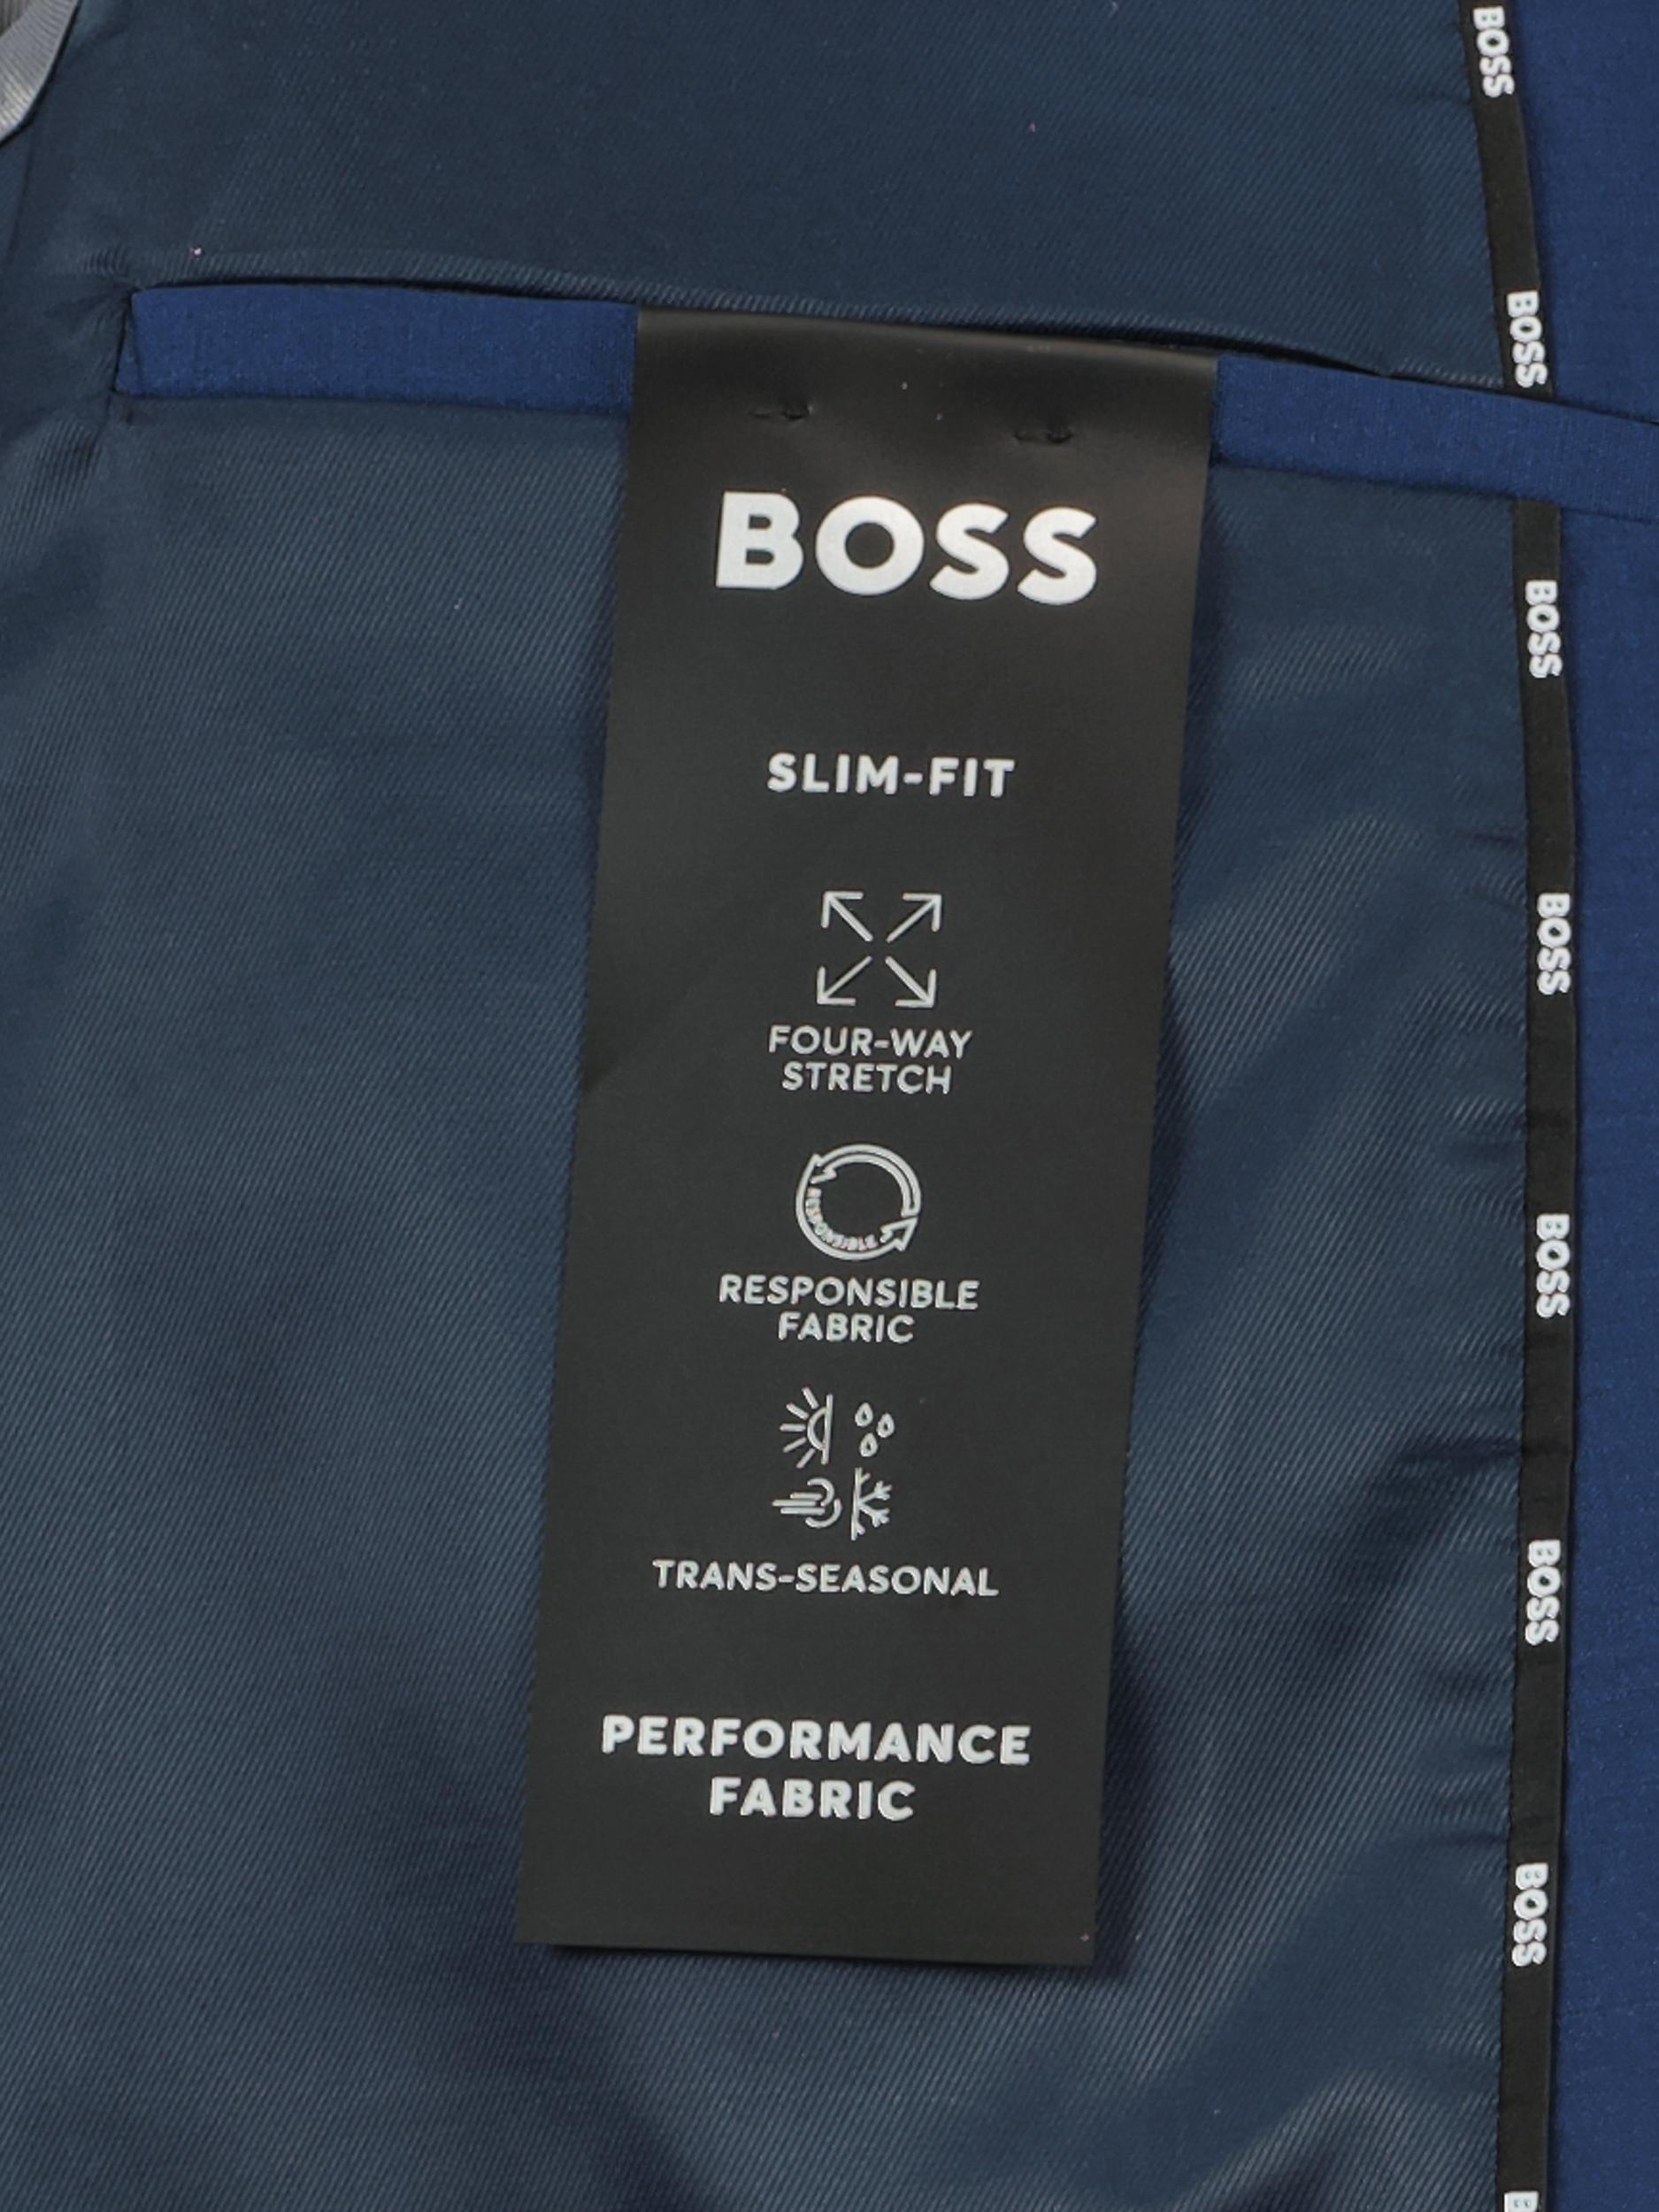 BOSS
SLIM-FIT
FOUR-WAY
STRETCH
RESPONSIBLE
RESPONSIBLE
FABRIC
TRANS-SEASONAL
PERFORMANCE
FABRIC
BOSS
BOSS
BOSS
BOSS
BOSS
BOSS
BOSS